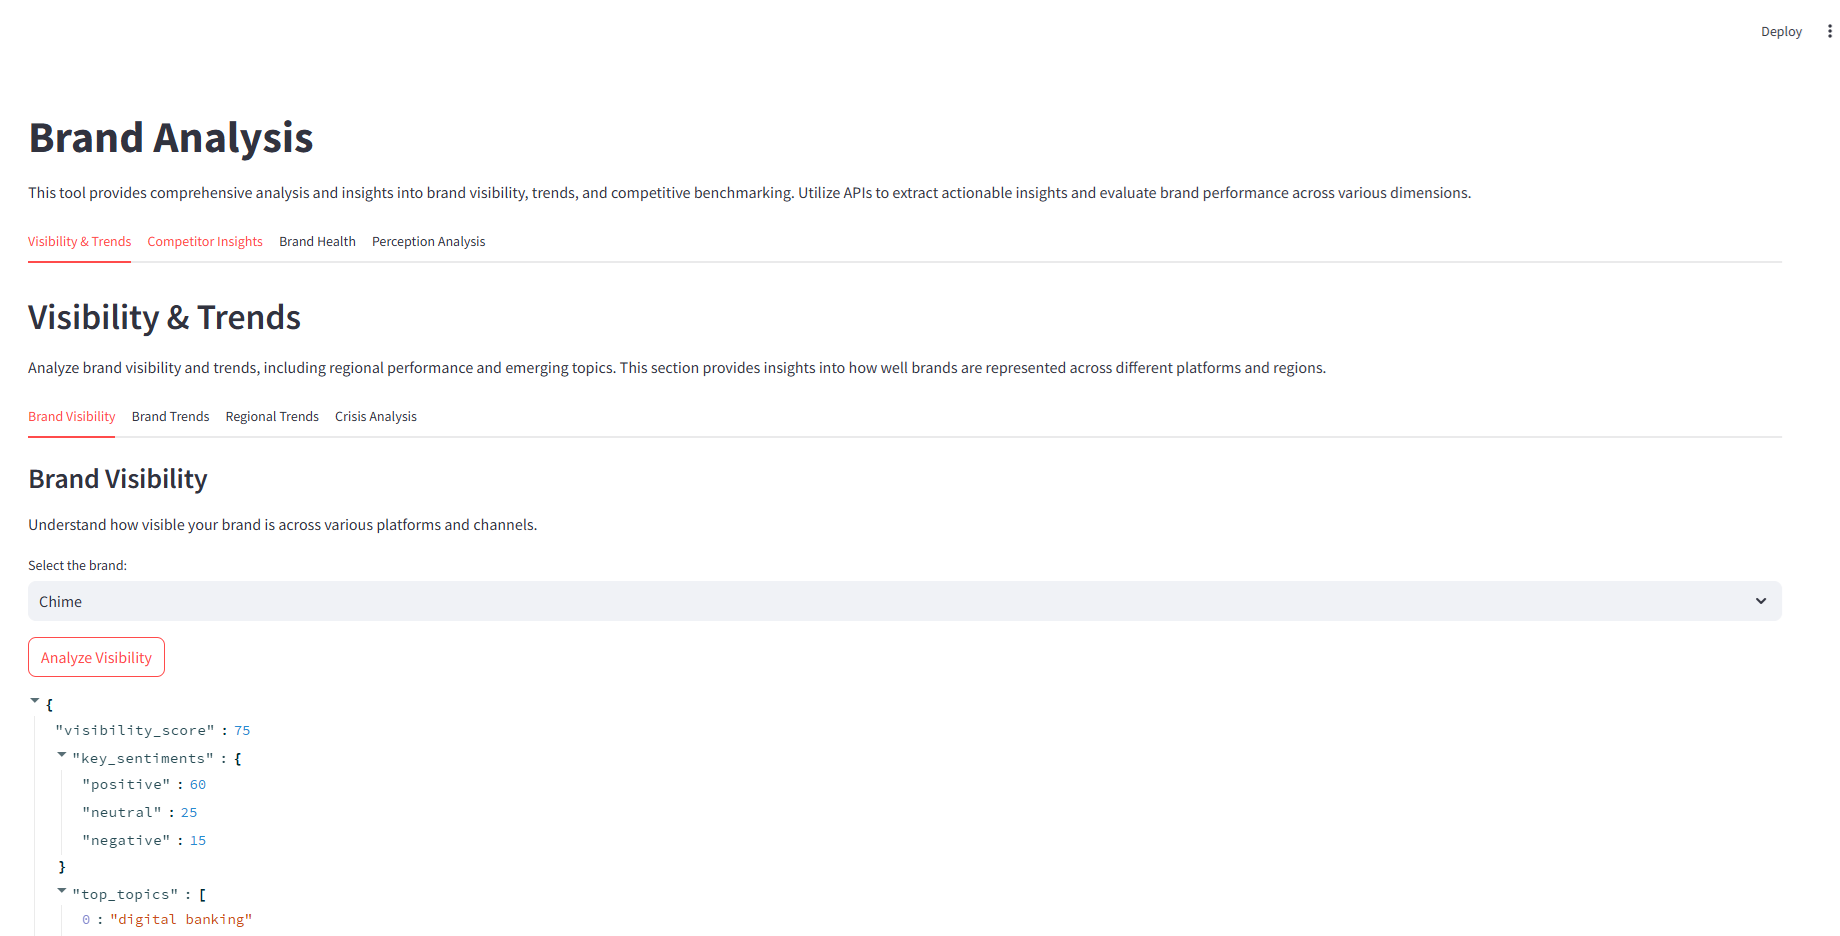 Deploy
Brand Analysis
This tool provides comprehensive analysis and insights into brand visibility, trends, and competitive benchmarking. Utilize APIs to extract actionable insights and evaluate brand performance across various dimensions.
Visibility & Trends Competitor Insights Brand Health Perception Analysis
Visibility & Trends
Analyze brand visibility and trends, including regional performance and emerging topics. This section provides insights into how well brands are represented across different platforms and regions.
Brand Visibility Brand Trends Regional Trends Crisis Analysis
Brand Visibility
Understand how visible your brand is across various platforms and channels.
Select the brand:
Chime
Analyze Visibility
{
"visibility_score" : 75
"key_sentiments" : {
"positive" : 60
"neutral" : 25
"negative" : 15
}
"top_topics" : [
0 : "digital banking"